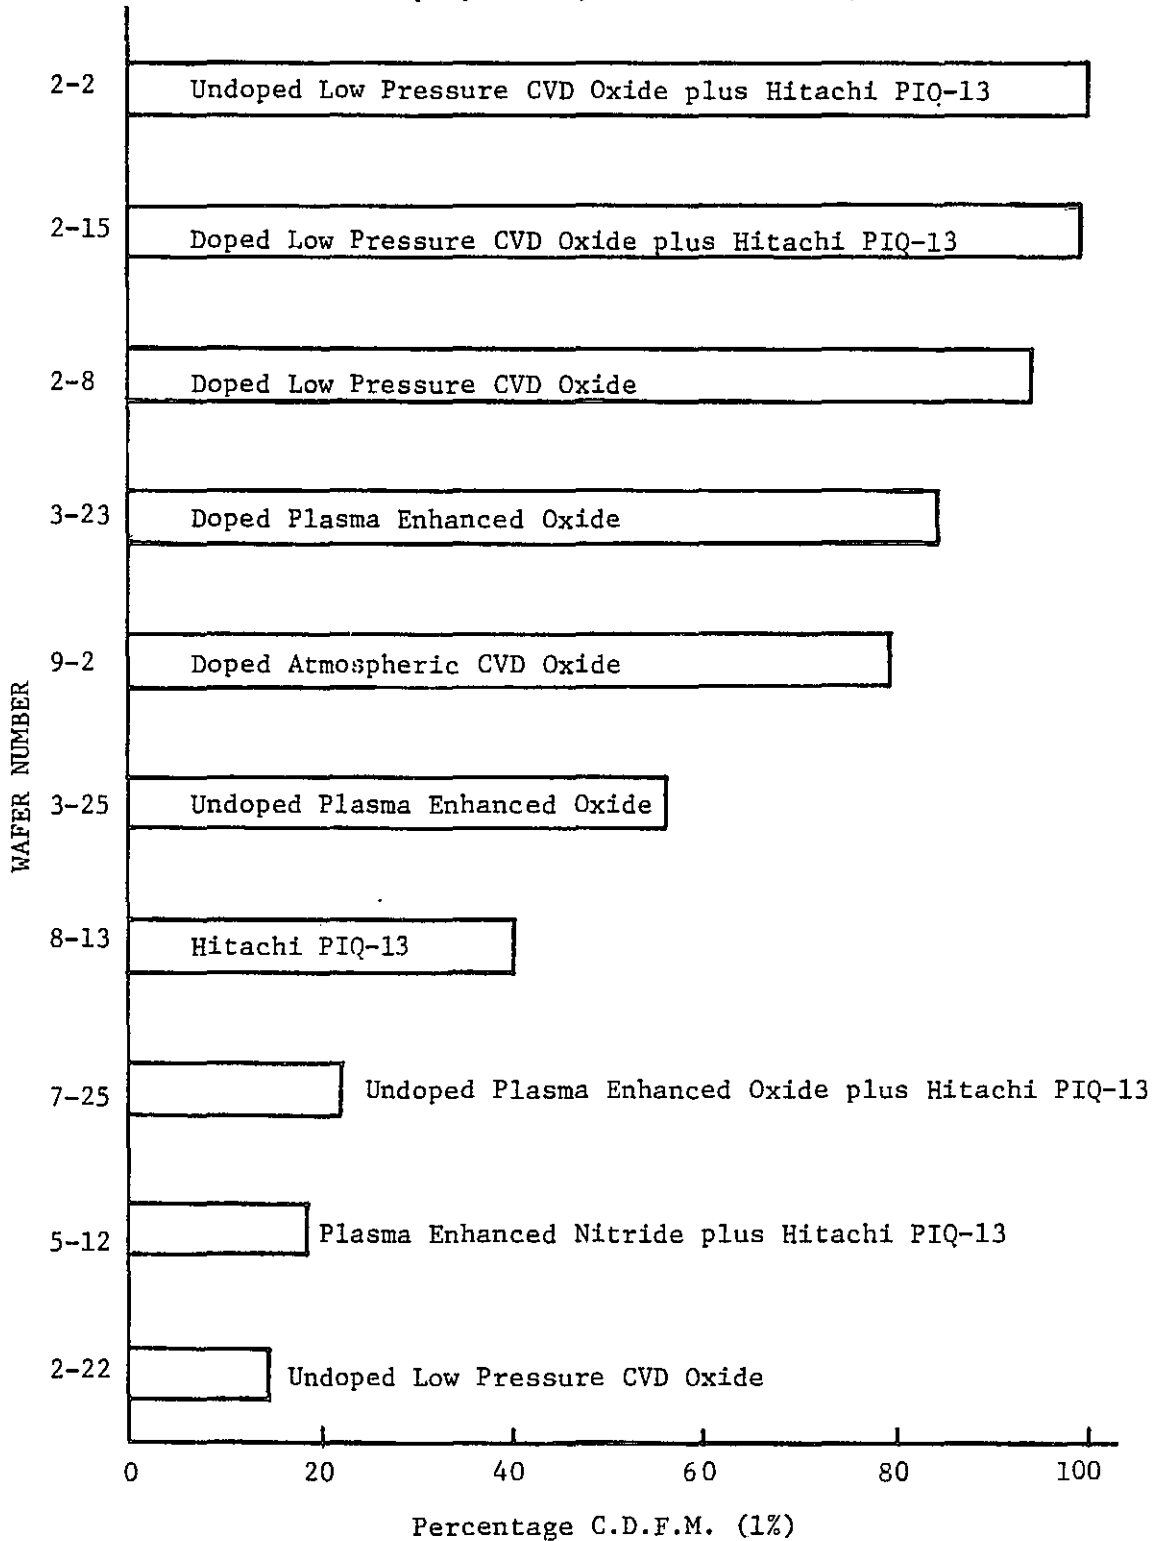 2-2 Undoped Low Pressure CVD Oxide plus Hitachi PIQ-13
2-15 Doped Low Pressure CVD Oxide plus Hitachi PIQ-13
2-8 Doped Low Pressure CVD Oxide
3-23 Doped Plasma Enhanced Oxide
9-2 Doped Atmospheric CVD Oxide
WAFER NUMBER
3-25 Undoped Plasma Enhanced Oxide
8-13 Hitachi PIQ-13
7-25 Undoped Plasma Enhanced Oxide plus Hitachi PIQ-13
5-12 Plasma Enhanced Nitride plus Hitachi PIQ-13
2-22 Undoped Low Pressure CVD Oxide
0 20 40 60 80 100
Percentage C.D.F.M. (1%)